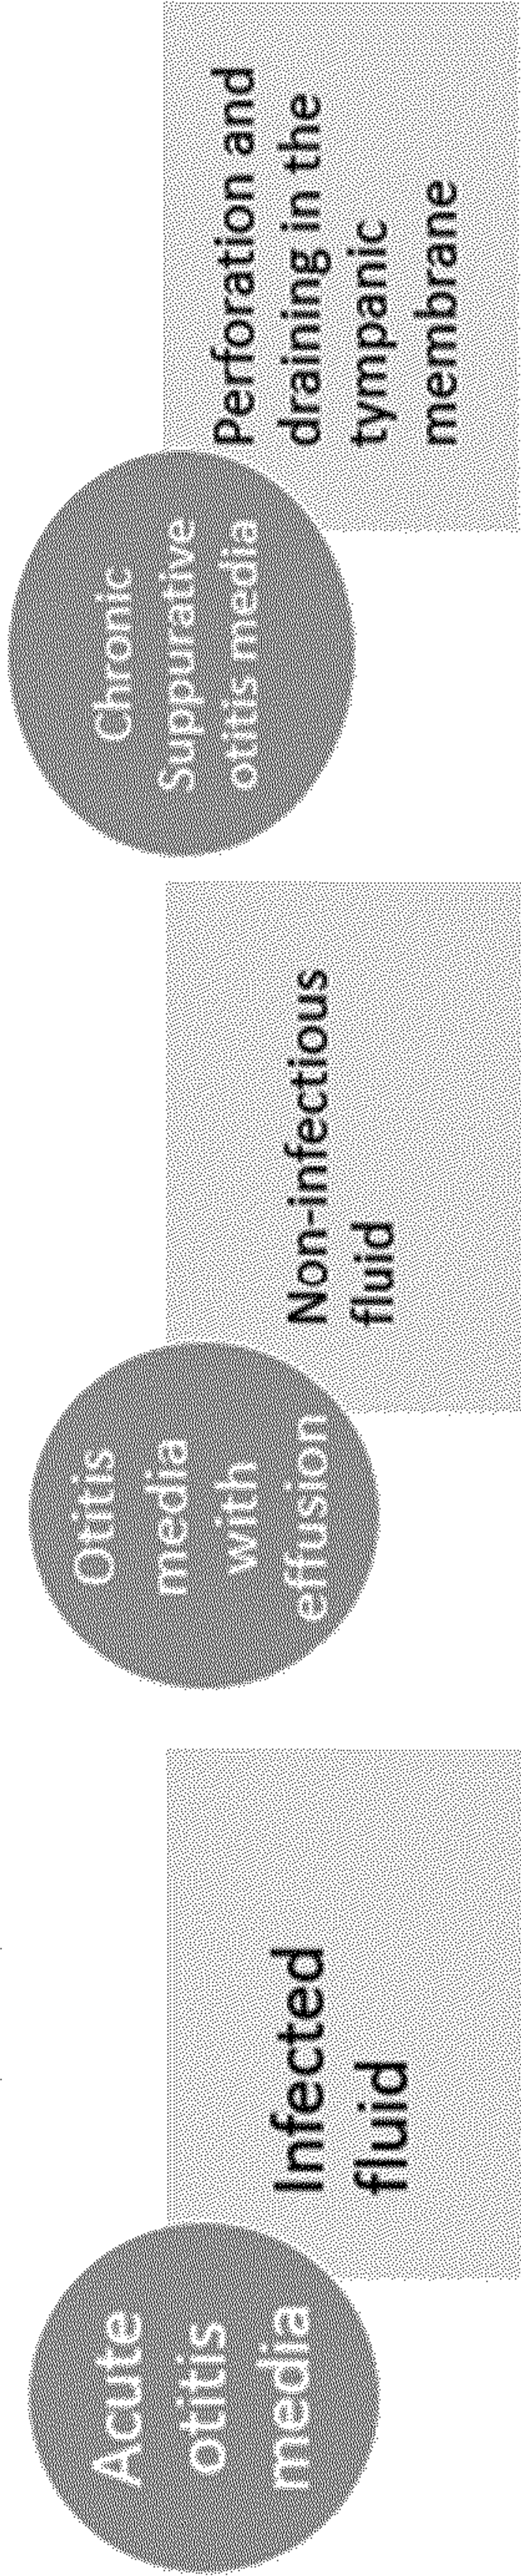 Acute
otitis
media
Infected
fluid
Otitis
media
with
effusion
Non-infectious
fluid
Chronic
Suppurative
otitis media
Perforation and
draining in the
tympanic
membrane